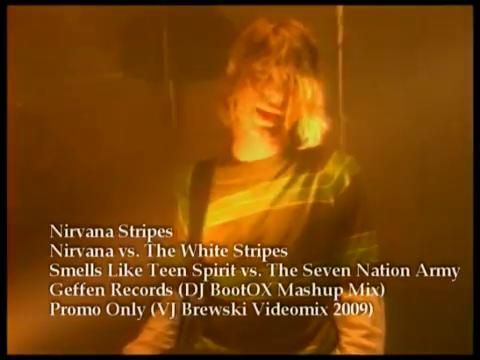 Nirvana Stripes
Nirvana vs. The White Stripes
Smells Like Teen Spirit vs. The Seven Nation Army
Geffen Records (DJ BootOX Mashup Mix)
Promo Only (VJ Brewski Videomix 2009)